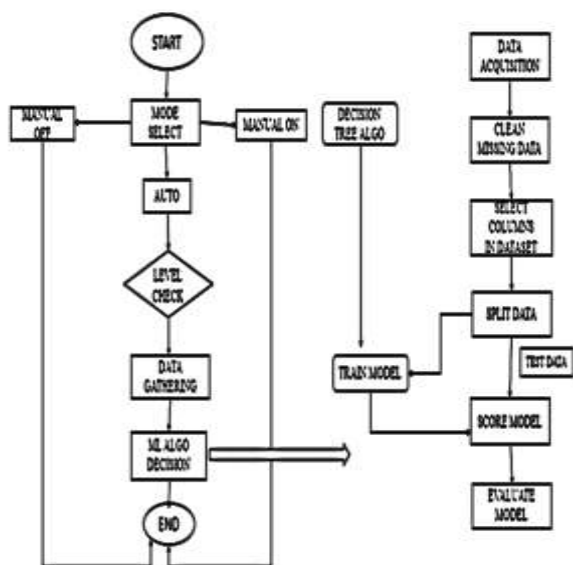 START
MANUAL
OFF
MODE
SELECT
MANUAL ON
AUTO
LEVEL
CHECK
DATA
GATHERING
ML ALGO
DECISION
END
DECISION
TREE ALGO
TRAIN MODEL
DATA
ACQUISITION
CLEAN
MISSING DATA
SELECT
COLUMNS
IN DATASET
SPLIT DATA
TEST DATA
SCORE MODEL
EVALUATE
MODEL